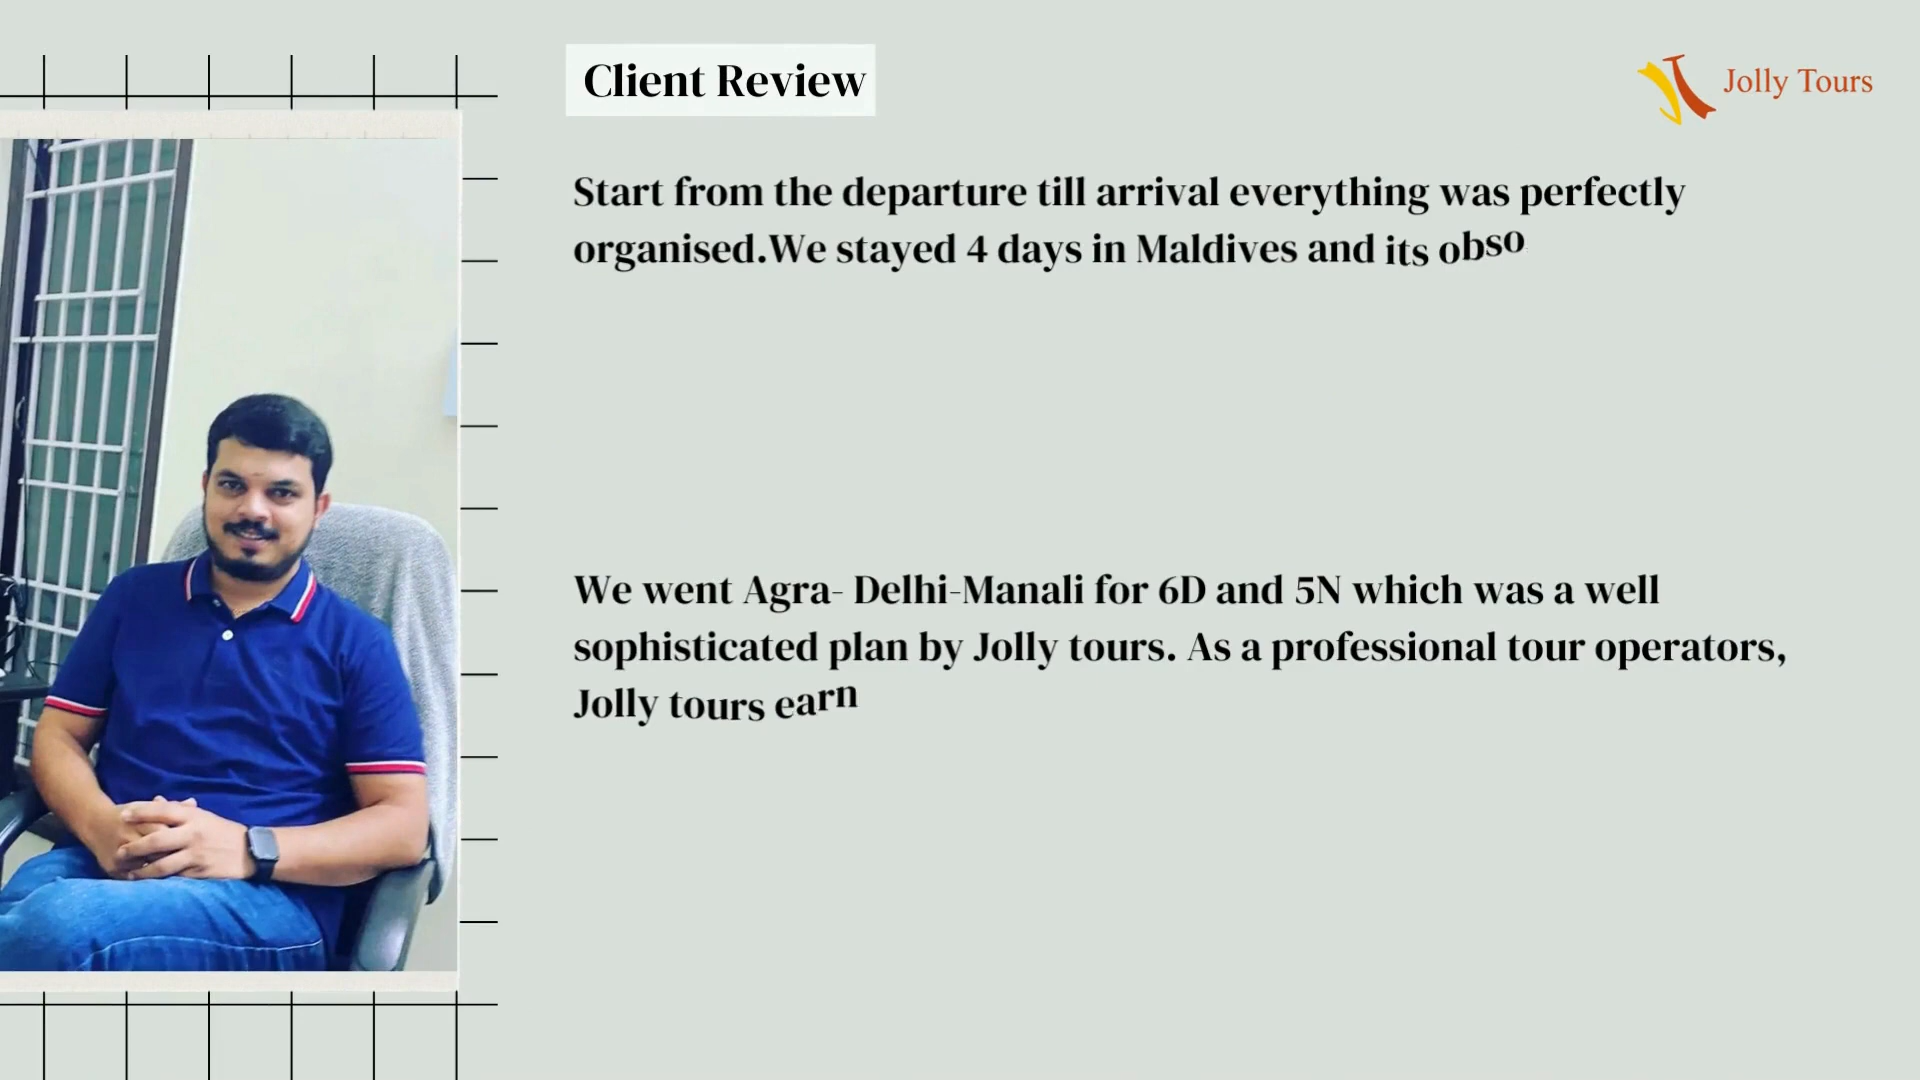 Client Review
Jolly Tours
Start from the departure till arrival everything was perfectly
organised.We stayed 4 days in Maldives and its obso
We went Agra- Delhi-Manali for 6D and 5N which was a well
sophisticated plan by Jolly tours. As a professional tour operators,
Jolly tours earn